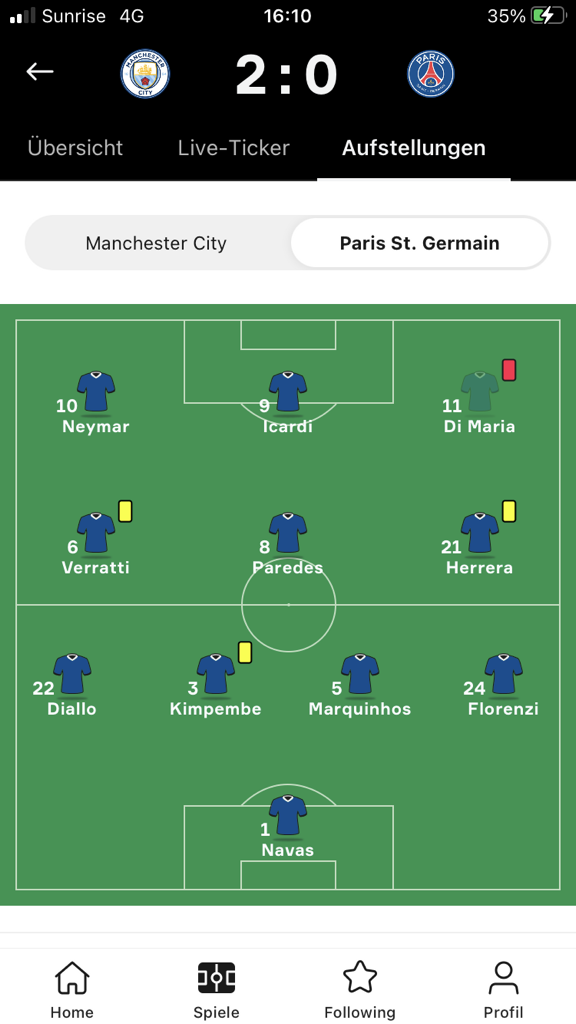 Sunrise 4G 16:10 35%
MANCHESTER CITY 2:0 PARIS
Übersicht Live-Ticker Aufstellungen
Manchester City Paris St. Germain
10 9 11
Neymar Icardi Di Maria
6 8 21
Verratti Paredes Herrera
22 3 5 24
Diallo Kimpembe Marquinhos Florenzi
1
Navas
Home Spiele Following Profil